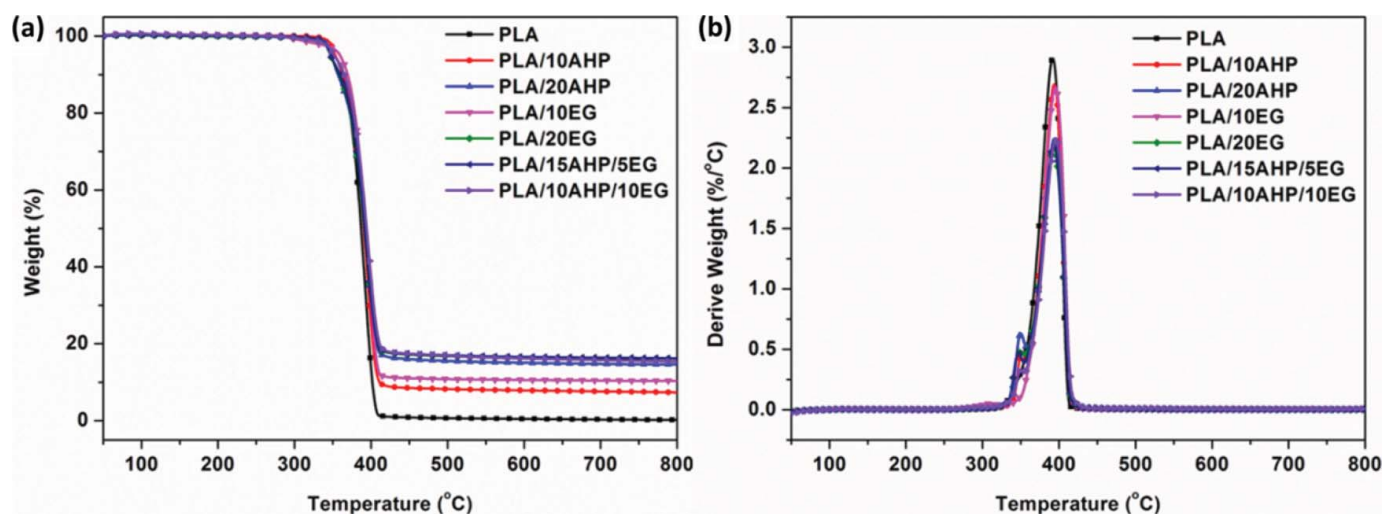 (a)
100
80
60
40
20
0
Weight (%)
100 200 300 400 500 600 700 800
Temperature (°C)
PLA
PLA/10AHP
PLA/20AHP
PLA/10EG
PLA/20EG
PLA/15AHP/5EG
PLA/10AHP/10EG
(b)
3.0
2.5
2.0
1.5
1.0
0.5
0.0
Derive Weight (%/°C)
100 200 300 400 500 600 700 800
Temperature (°C)
PLA
PLA/10AHP
PLA/20AHP
PLA/10EG
PLA/20EG
PLA/15AHP/5EG
PLA/10AHP/10EG